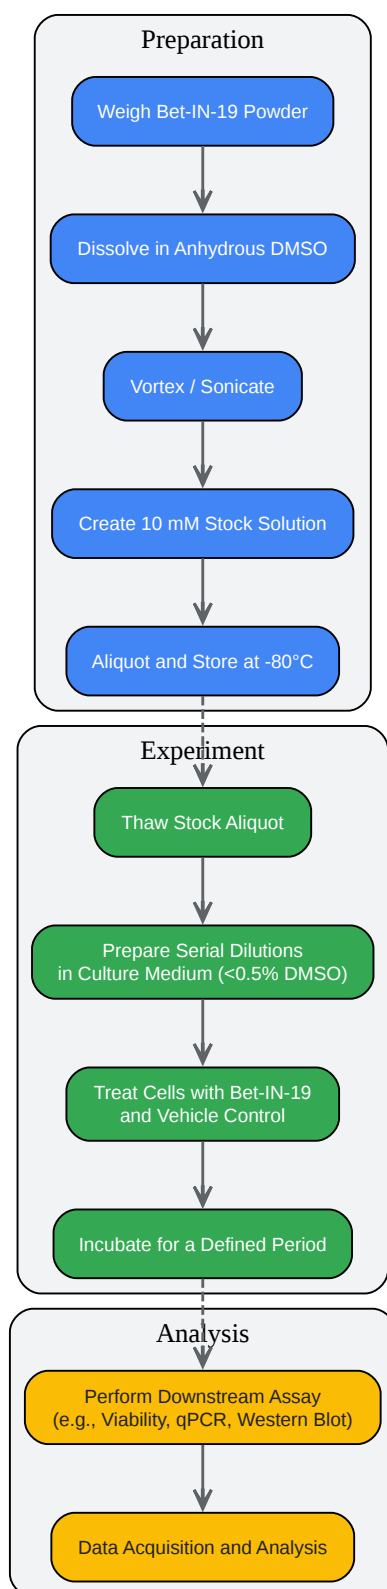 Preparation
Weigh Bet-IN-19 Powder
Dissolve in Anhydrous DMSO
Vortex / Sonicate
Create 10 mM Stock Solution
Aliquot and Store at -80°C
Experiment
Thaw Stock Aliquot
Prepare Serial Dilutions
in Culture Medium (<0.5% DMSO)
Treat Cells with Bet-IN-19
and Vehicle Control
Incubate for a Defined Period
Analysis
Perform Downstream Assay
(e.g., Viability, qPCR, Western Blot)
Data Acquisition and Analysis